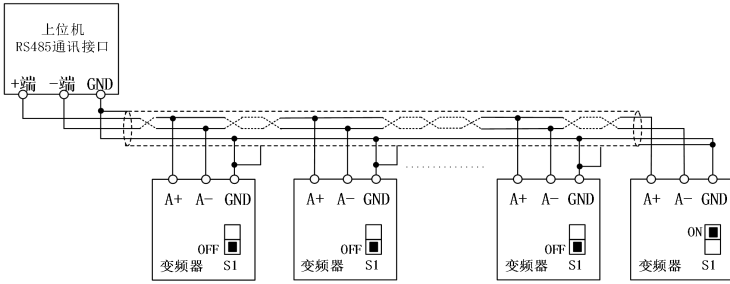 上位机
RS485通讯接口
+端 -端 GND
A+ A- GND
OFF
变频器 S1
A+ A- GND
OFF
变频器 S1
A+ A- GND
OFF
变频器 S1
A+ A- GND
ON
变频器 S1